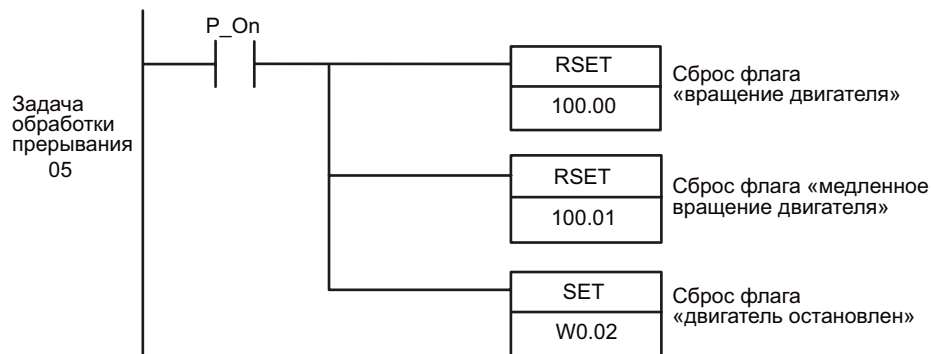 P_On
Задача
обработки
прерывания
05
RSET
100.00
Сброс флага
«вращение двигателя»
RSET
100.01
Сброс флага «медленное
вращение двигателя»
SET
W0.02
Сброс флага
«двигатель остановлен»